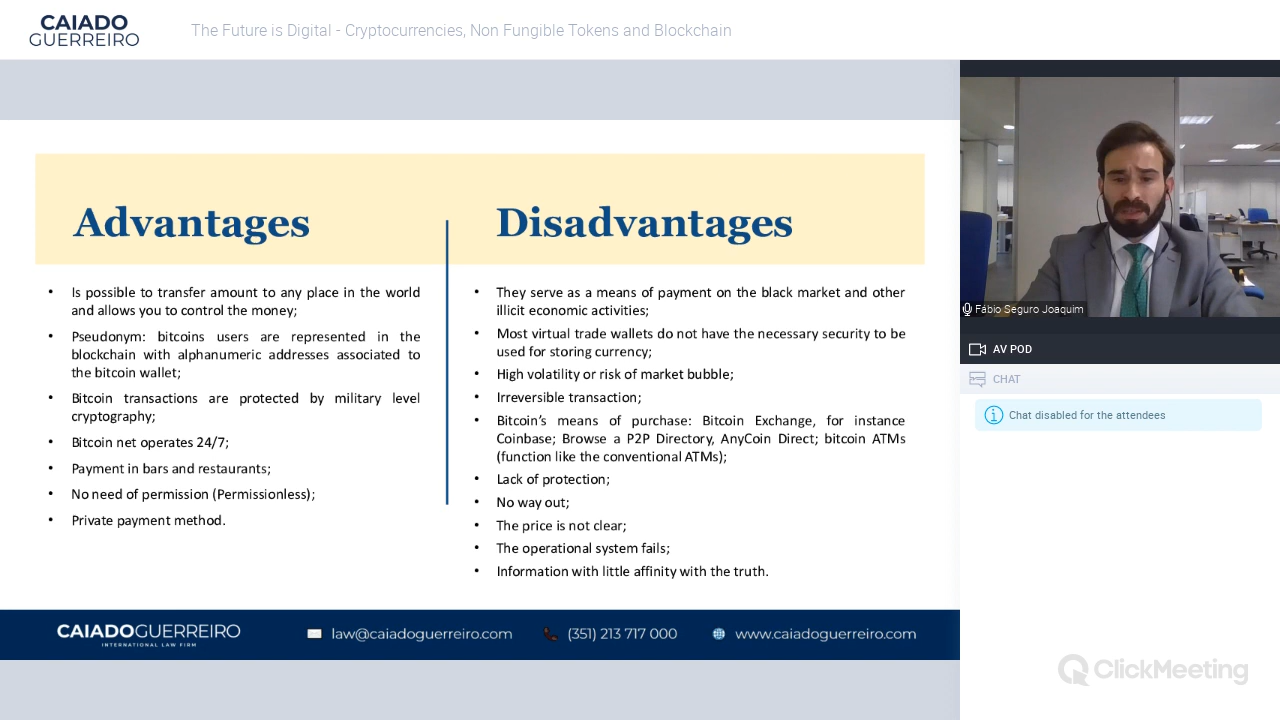 CAIADO
GUERREIRO
The Future is Digital - Cryptocurrencies, Non Fungible Tokens and Blockchain
Advantages
• Is possible to transfer amount to any place in the world
and allows you to control the money;
• Pseudonym: bitcoins users are represented in the
blockchain with alphanumeric addresses associated to
the bitcoin wallet;
• Bitcoin transactions are protected by military level
cryptography;
• Bitcoin net operates 24/7;
• Payment in bars and restaurants;
• No need of permission (Permissionless);
• Private payment method.
Disadvantages
• They serve as a means of payment on the black market and other
illicit economic activities;
• Most virtual trade wallets do not have the necessary security to be
used for storing currency;
• High volatility or risk of market bubble;
• Irreversible transaction;
• Bitcoin's means of purchase: Bitcoin Exchange, for instance
Coinbase; Browse a P2P Directory, AnyCoin Direct; bitcoin ATMs
(function like the conventional ATMs);
• Lack of protection;
• No way out;
• The price is not clear;
• The operational system fails;
• Information with little affinity with the truth.
CAIADOGUERREIRO
INTERNATIONAL LAW FIRM
law@caiadoguerreiro.com
(351) 213 717 000
www.caiadoguerreiro.com
Fábio Seguro Joaquim
AV POD
CHAT
Chat disabled for the attendees
ClickMeeting